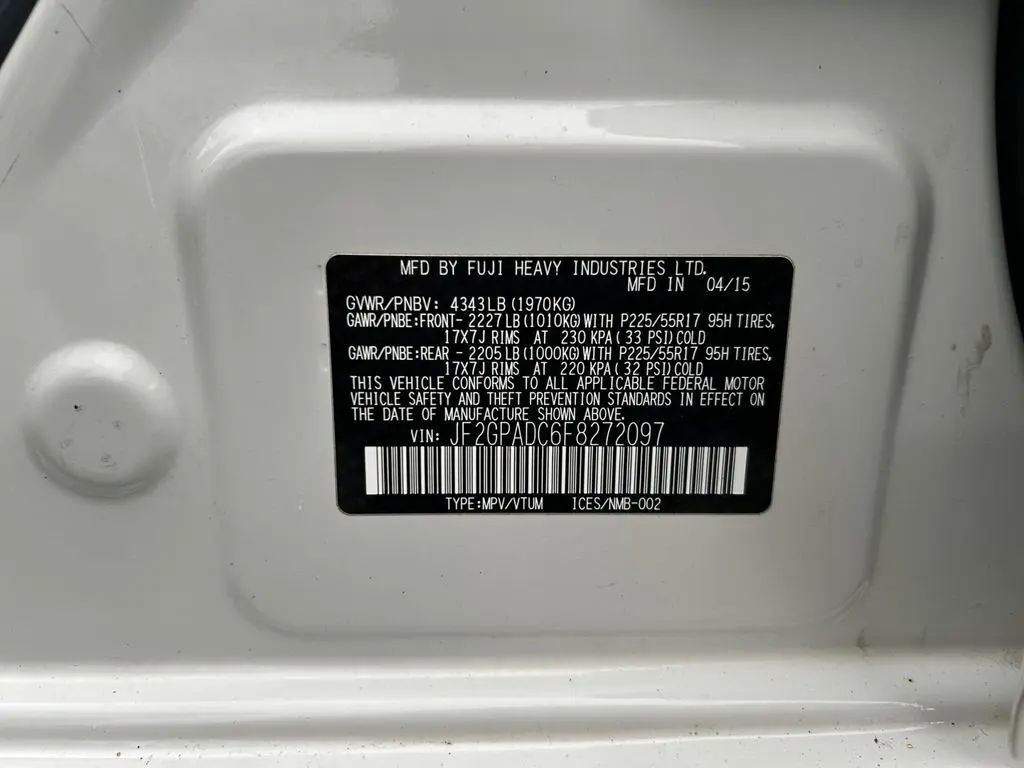 MFD BY FUJI HEAVY INDUSTRIES LTD.
MFD IN 04/15
GVWR/PNBV: 4343LB (1970KG)
GAWR/PNBE:FRONT- 2227LB (1010KG) WITH P225/55R17 95H TIRES,
17X7J RIMS AT 230 KPA ( 33 PSI) COLD
GAWR/PNBE:REAR - 2205LB (1000KG) WITH P225/55R17 95H TIRES,
17X7J RIMS AT 220 KPA ( 32 PSI) COLD
THIS VEHICLE CONFORMS TO ALL APPLICABLE FEDERAL MOTOR
VEHICLE SAFETY AND THEFT PREVENTION STANDARDS IN EFFECT ON
THE DATE OF MANUFACTURE SHOWN ABOVE.
VIN: JF2GPADC6F8272097
TYPE:MPV/VTUM ICES/NMB-002